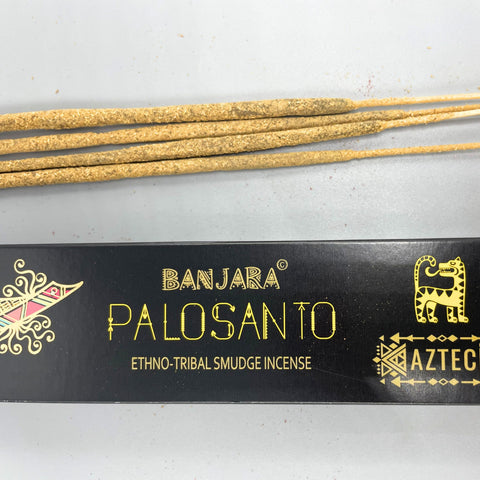 BANJARA©
PALOSANTO
ETHNO-TRIBAL SMUDGE INCENSE
AZTEC